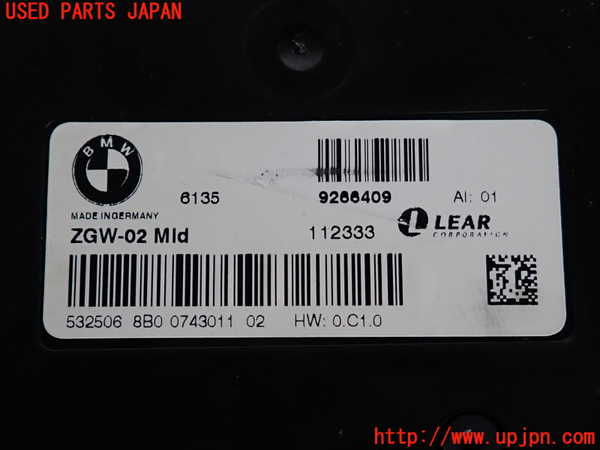 USED PARTS JAPAN
BMW
6135 9266409 AI: 01
MADE IN GERMANY
ZGW-02 Mld 112333 LEAR
CORPORATION
532506 8B0 0743011 02 HW: 0.C1.0
http://www.upjpn.com/